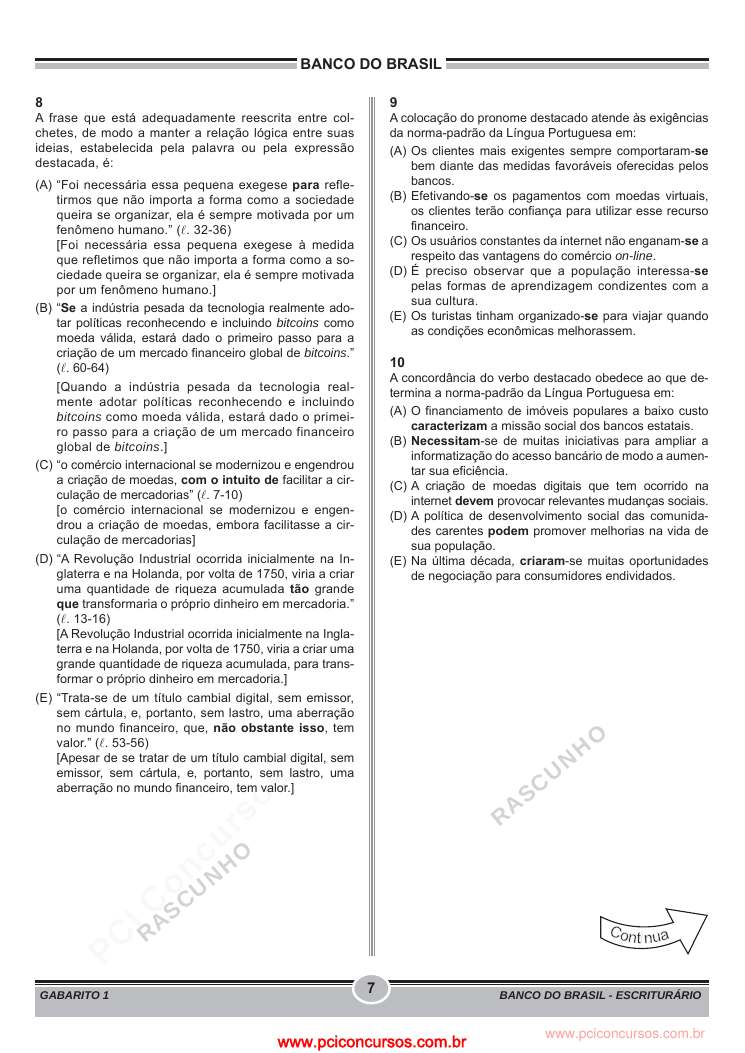 BANCO DO BRASIL
8
A frase que está adequadamente reescrita entre col-
chetes, de modo a manter a relação lógica entre suas
ideias, estabelecida pela palavra ou pela expressão
destacada, é:
(A) “Foi necessária essa pequena exegese para refle-
tirmos que não importa a forma como a sociedade
queira se organizar, ela é sempre motivada por um
fenômeno humano.” (ℓ. 32-36)
[Foi necessária essa pequena exegese à medida
que refletimos que não importa a forma como a so-
ciedade queira se organizar, ela é sempre motivada
por um fenômeno humano.]
(B) “Se a indústria pesada da tecnologia realmente ado-
tar políticas reconhecendo e incluindo bitcoins como
moeda válida, estará dado o primeiro passo para a
criação de um mercado financeiro global de bitcoins.”
(ℓ. 60-64)
[Quando a indústria pesada da tecnologia real-
mente adotar políticas reconhecendo e incluindo
bitcoins como moeda válida, estará dado o primei-
ro passo para a criação de um mercado financeiro
global de bitcoins.]
(C) “o comércio internacional se modernizou e engendrou
a criação de moedas, com o intuito de facilitar a cir-
culação de mercadorias” (ℓ. 7-10)
[o comércio internacional se modernizou e engen-
drou a criação de moedas, embora facilitasse a cir-
culação de mercadorias]
(D) “A Revolução Industrial ocorrida inicialmente na In-
glaterra e na Holanda, por volta de 1750, viria a criar
uma quantidade de riqueza acumulada tão grande
que transformaria o próprio dinheiro em mercadoria.”
(ℓ. 13-16)
[A Revolução Industrial ocorrida inicialmente na Ingla-
terra e na Holanda, por volta de 1750, viria a criar uma
grande quantidade de riqueza acumulada, para trans-
formar o próprio dinheiro em mercadoria.]
(E) “Trata-se de um título cambial digital, sem emissor,
sem cártula, e, portanto, sem lastro, uma aberração
no mundo financeiro, que, não obstante isso, tem
valor.” (ℓ. 53-56)
[Apesar de se tratar de um título cambial digital, sem
emissor, sem cártula, e, portanto, sem lastro, uma
aberração no mundo financeiro, tem valor.]
PCI Concursos
RASCUNHO
9
A colocação do pronome destacado atende às exigências
da norma-padrão da Língua Portuguesa em:
(A) Os clientes mais exigentes sempre comportaram-se
bem diante das medidas favoráveis oferecidas pelos
bancos.
(B) Efetivando-se os pagamentos com moedas virtuais,
os clientes terão confiança para utilizar esse recurso
financeiro.
(C) Os usuários constantes da internet não enganam-se a
respeito das vantagens do comércio on-line.
(D) É preciso observar que a população interessa-se
pelas formas de aprendizagem condizentes com a
sua cultura.
(E) Os turistas tinham organizado-se para viajar quando
as condições econômicas melhorassem.
10
A concordância do verbo destacado obedece ao que de-
termina a norma-padrão da Língua Portuguesa em:
(A) O financiamento de imóveis populares a baixo custo
caracterizam a missão social dos bancos estatais.
(B) Necessitam-se de muitas iniciativas para ampliar a
informatização do acesso bancário de modo a aumen-
tar sua eficiência.
(C) A criação de moedas digitais que tem ocorrido na
internet devem provocar relevantes mudanças sociais.
(D) A política de desenvolvimento social das comunida-
des carentes podem promover melhorias na vida de
sua população.
(E) Na última década, criaram-se muitas oportunidades
de negociação para consumidores endividados.
RASCUNHO
Continua
GABARITO 1
7
BANCO DO BRASIL - ESCRITURÁRIO
www.pciconcursos.com.br
www.pciconcursos.com.br